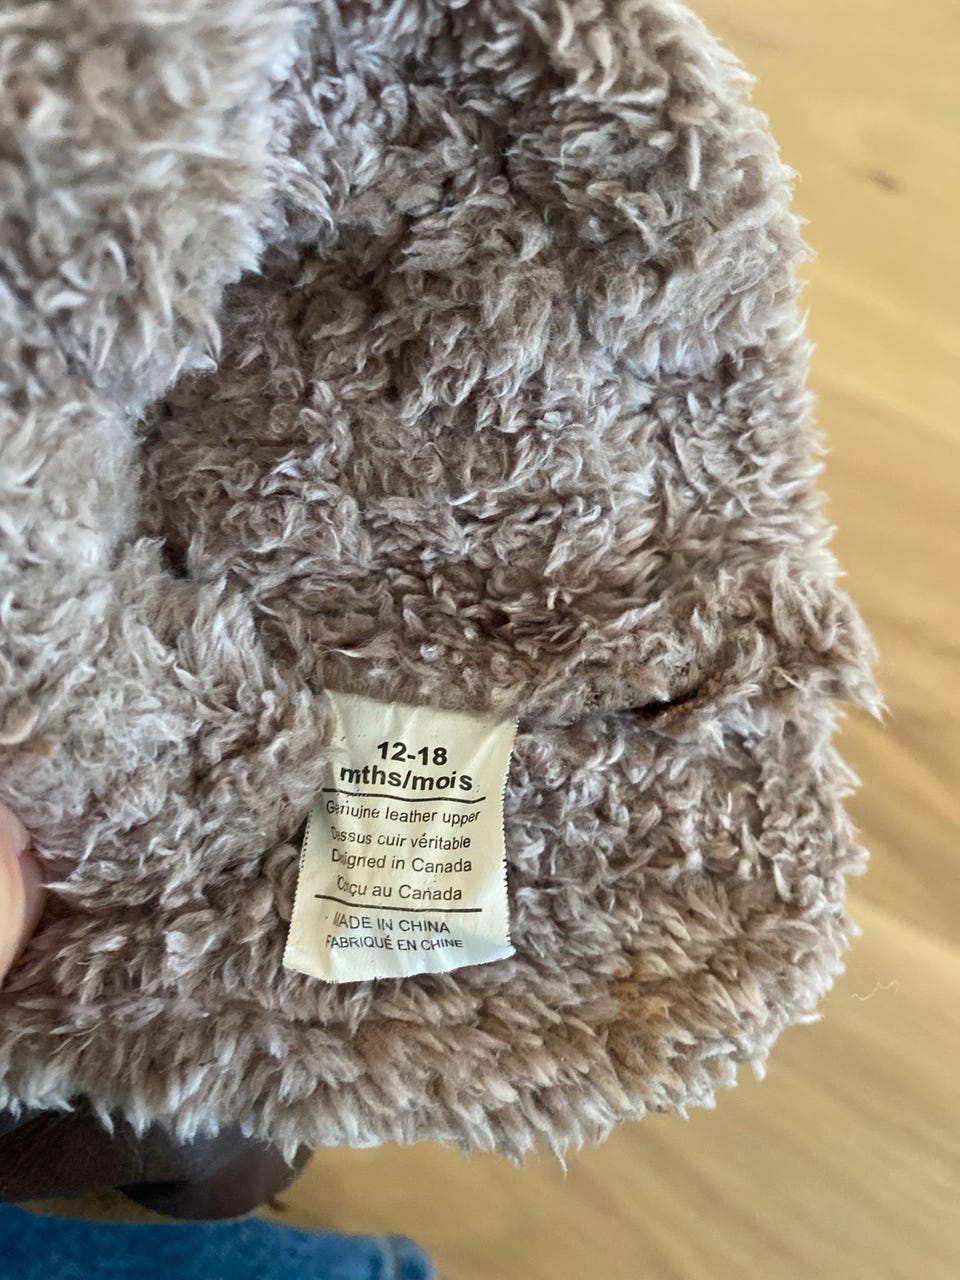 12-18
mths/mois
Geniujne leather upper
Dessus cuir véritable
Designed in Canada
Conçu au Canada
MADE IN CHINA
FABRIQUÉ EN CHINE